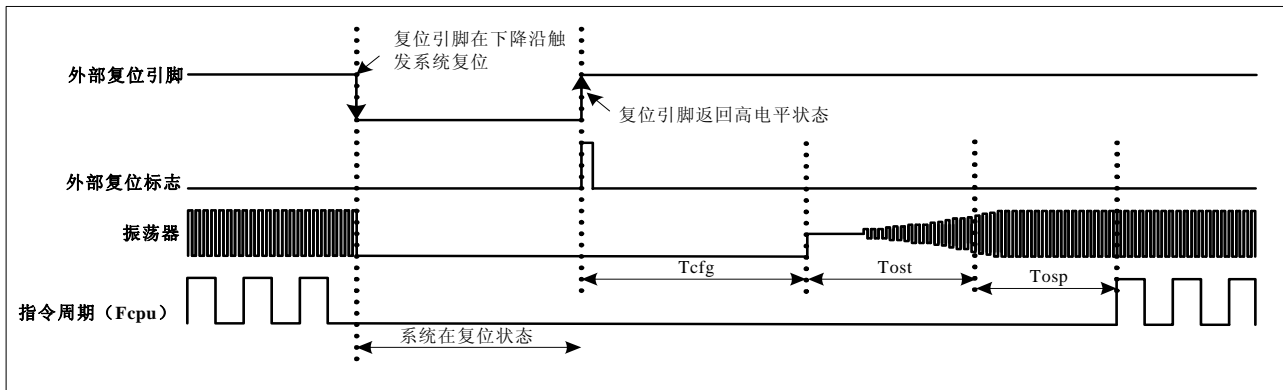 复位引脚在下降沿触
发系统复位
外部复位引脚
复位引脚返回高电平状态
外部复位标志
振荡器
Tcfg
Tost
Tosp
指令周期（Fcpu）
系统在复位状态